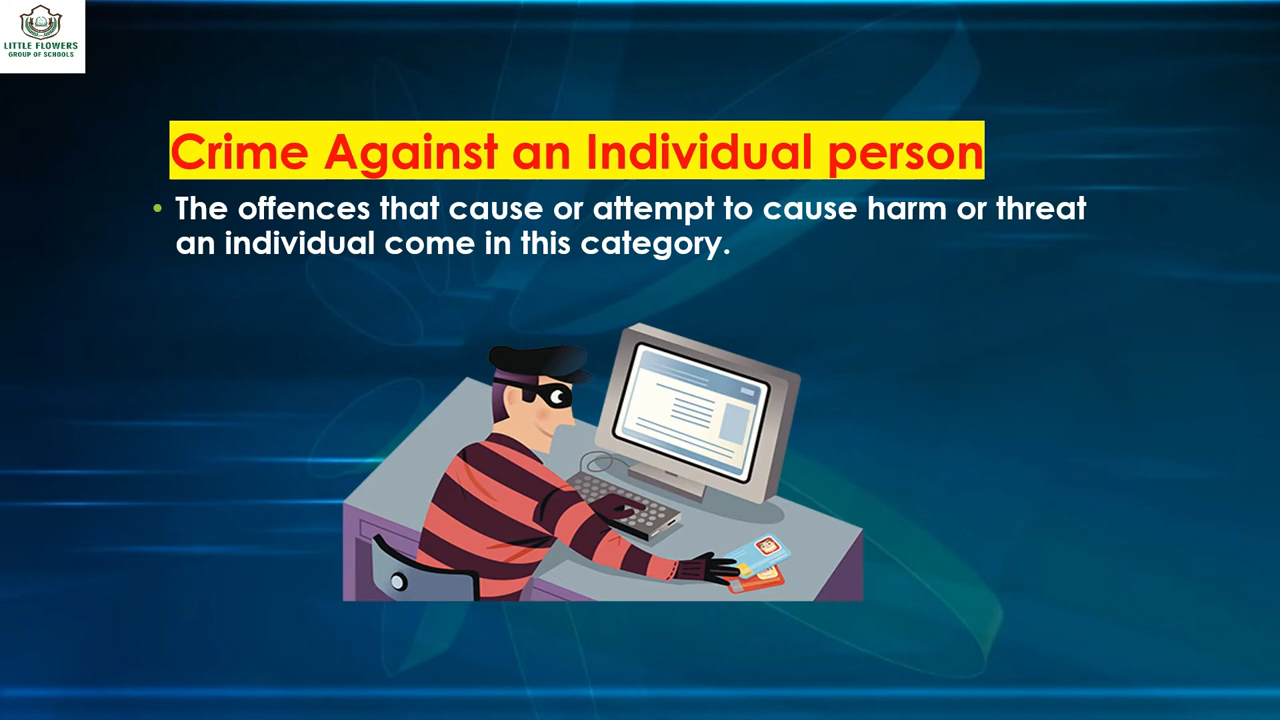 LITTLE FLOWERS
GROUP OF SCHOOLS
Crime Against an Individual person
• The offences that cause or attempt to cause harm or threat
an individual come in this category.